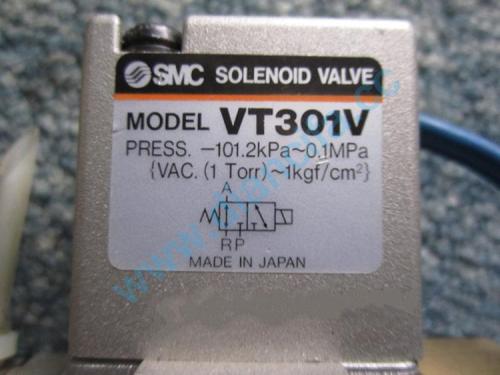 SMC SOLENOID VALVE
MODEL VT301V
PRESS. −101.2kPa~0.1MPa
{VAC. (1 Torr)~1kgf/cm²}
A
R P
MADE IN JAPAN